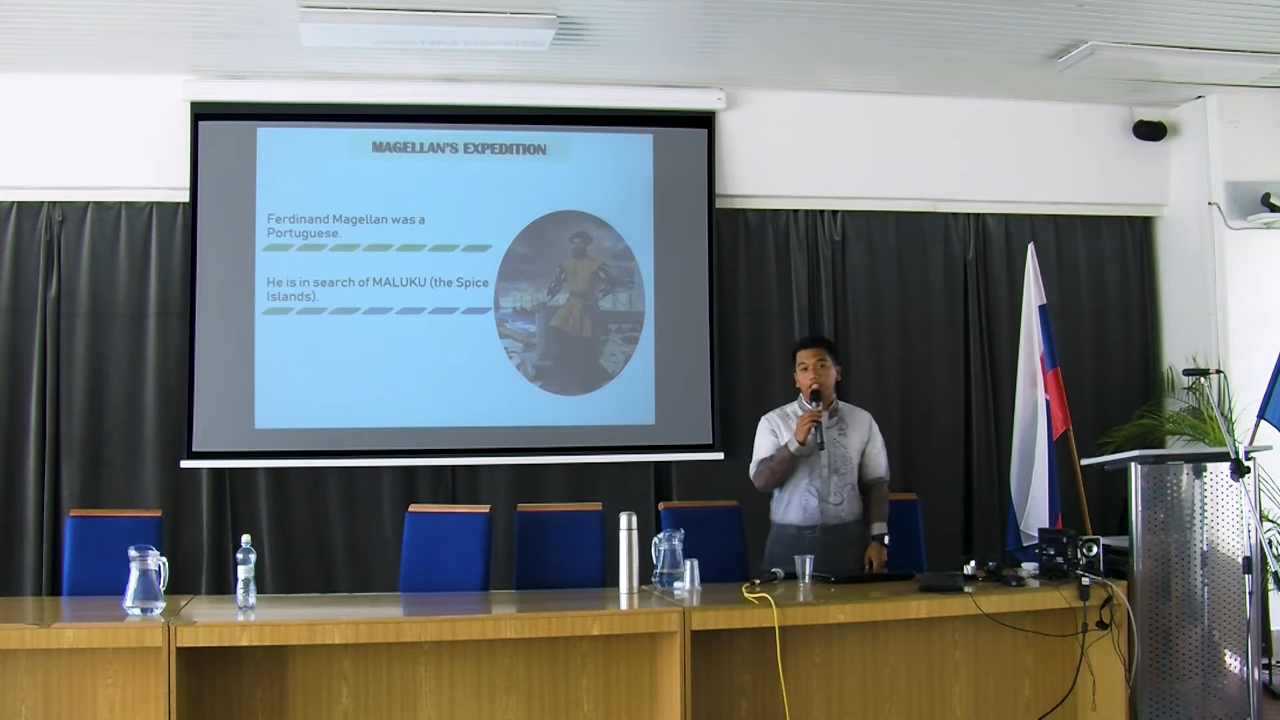 MAGELLAN'S EXPEDITION
Ferdinand Magellan was a
Portuguese.
He is in search of MALUKU (the Spice
Islands).